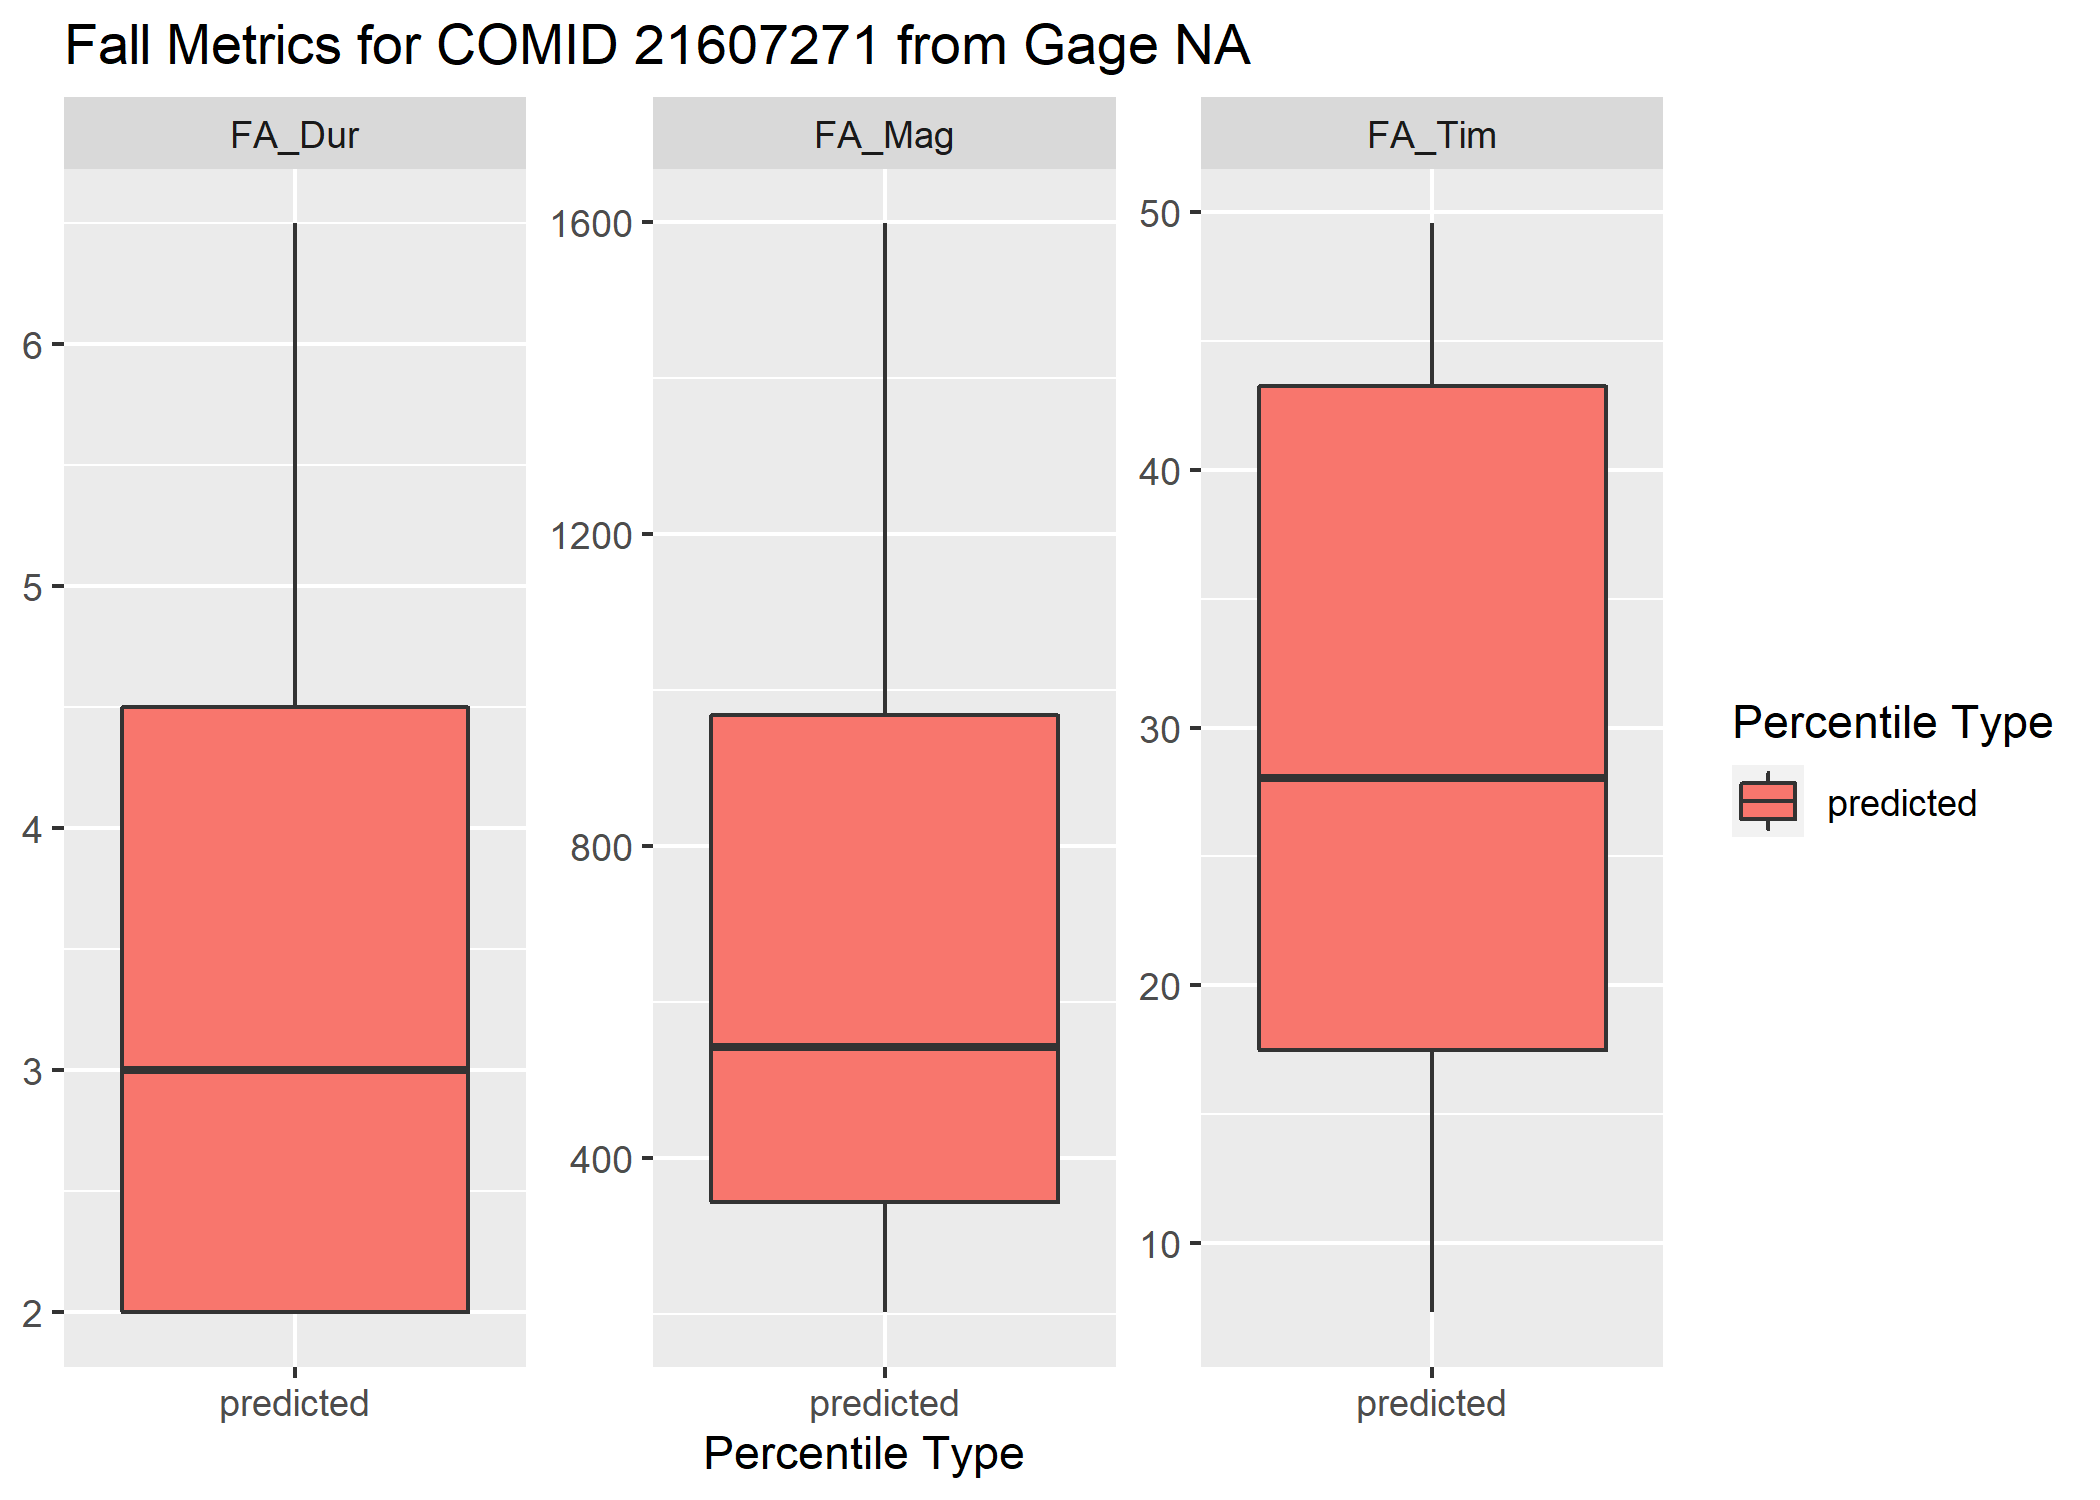 Fall Metrics for COMID 21607271 from Gage NA
FA_Dur
FA_Mag
FA_Tim
6
5
4
3
2
1600
1200
800
400
50
40
30
20
10
predicted
predicted
predicted
Percentile Type
Percentile Type
predicted